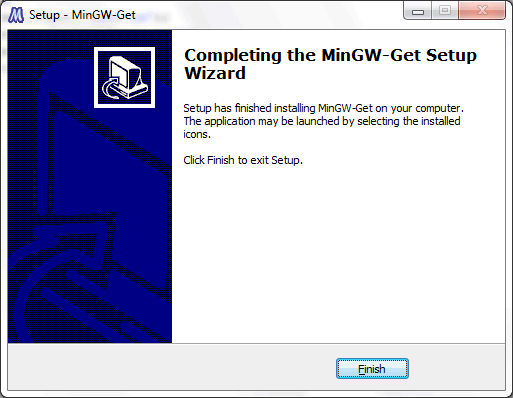 Setup - MinGW-Get
Completing the MinGW-Get Setup
Wizard
Setup has finished installing MinGW-Get on your computer.
The application may be launched by selecting the installed
icons.
Click Finish to exit Setup.
Finish